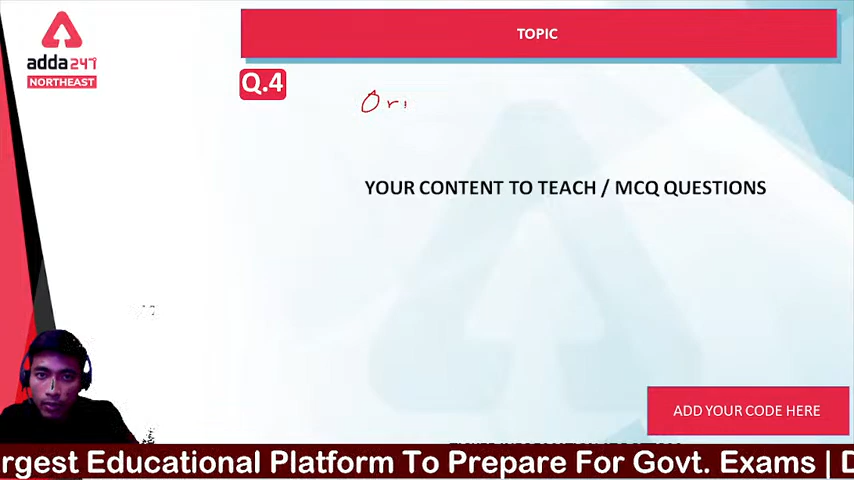 TOPIC
adda247
NORTHEAST
Q.4
Ori
YOUR CONTENT TO TEACH / MCQ QUESTIONS
ADD YOUR CODE HERE
rgest Educational Platform To Prepare For Govt. Exams | D